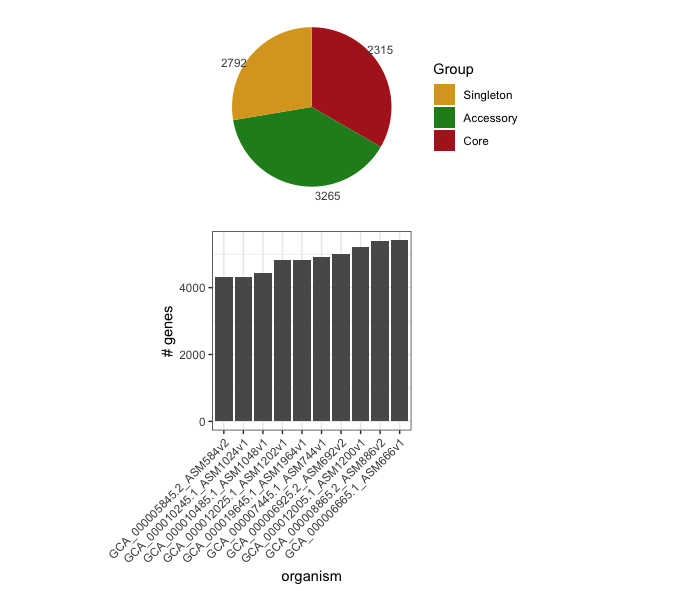 2792
2315
3265
Group
Singleton
Accessory
Core
# genes
4000
2000
0
GCA_000005845.2_ASM584v2
GCA_000010245.1_ASM1024v1
GCA_000010485.1_ASM1048v1
GCA_000012025.1_ASM1202v1
GCA_000019645.1_ASM1964v1
GCA_000007445.1_ASM744v1
GCA_000006925.2_ASM692v2
GCA_000012005.1_ASM1200v1
GCA_000008865.2_ASM886v2
GCA_000006665.1_ASM666v1
organism